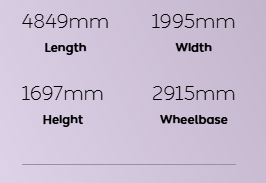 4849mm 1995mm
Length Width
1697mm 2915mm
Height Wheelbase